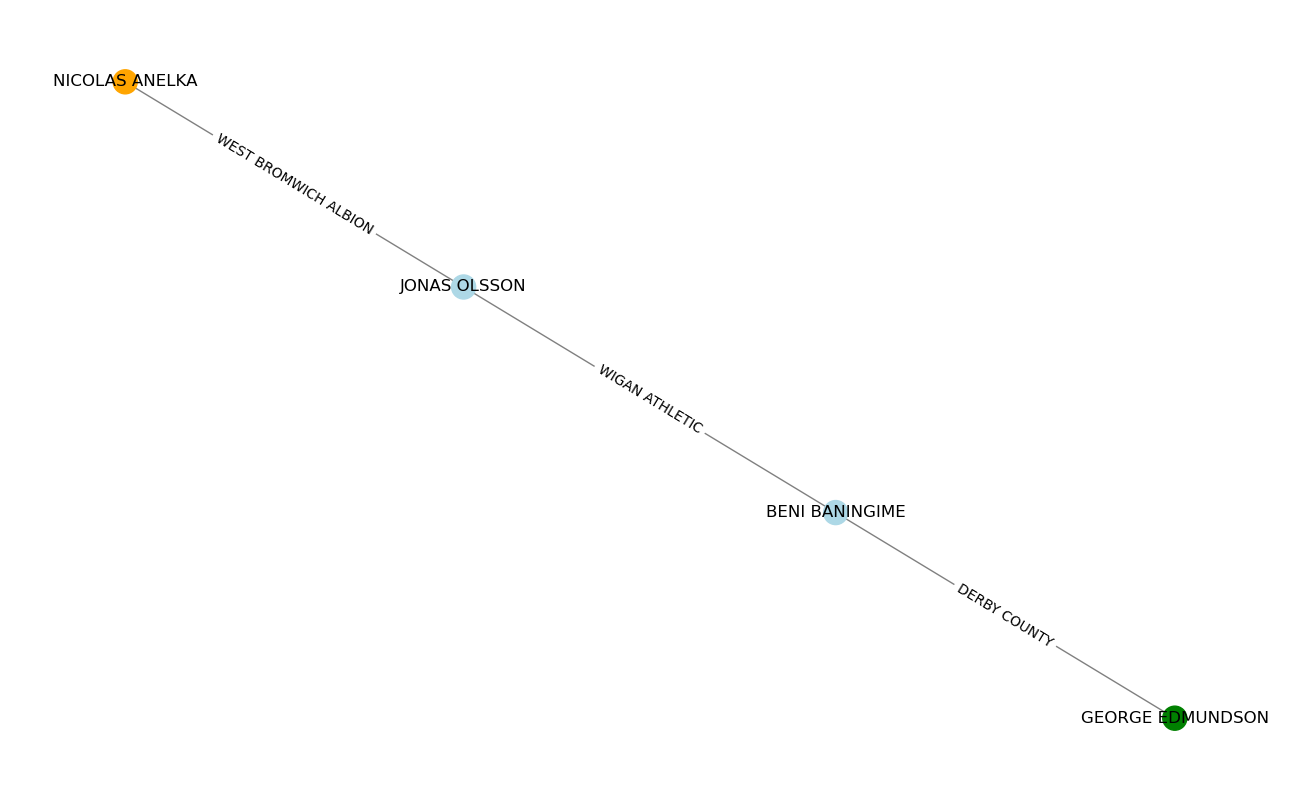 NICOLAS ANELKA
WEST BROMWICH ALBION
JONAS OLSSON
WIGAN ATHLETIC
BENI BANINGIME
DERBY COUNTY
GEORGE EDMUNDSON